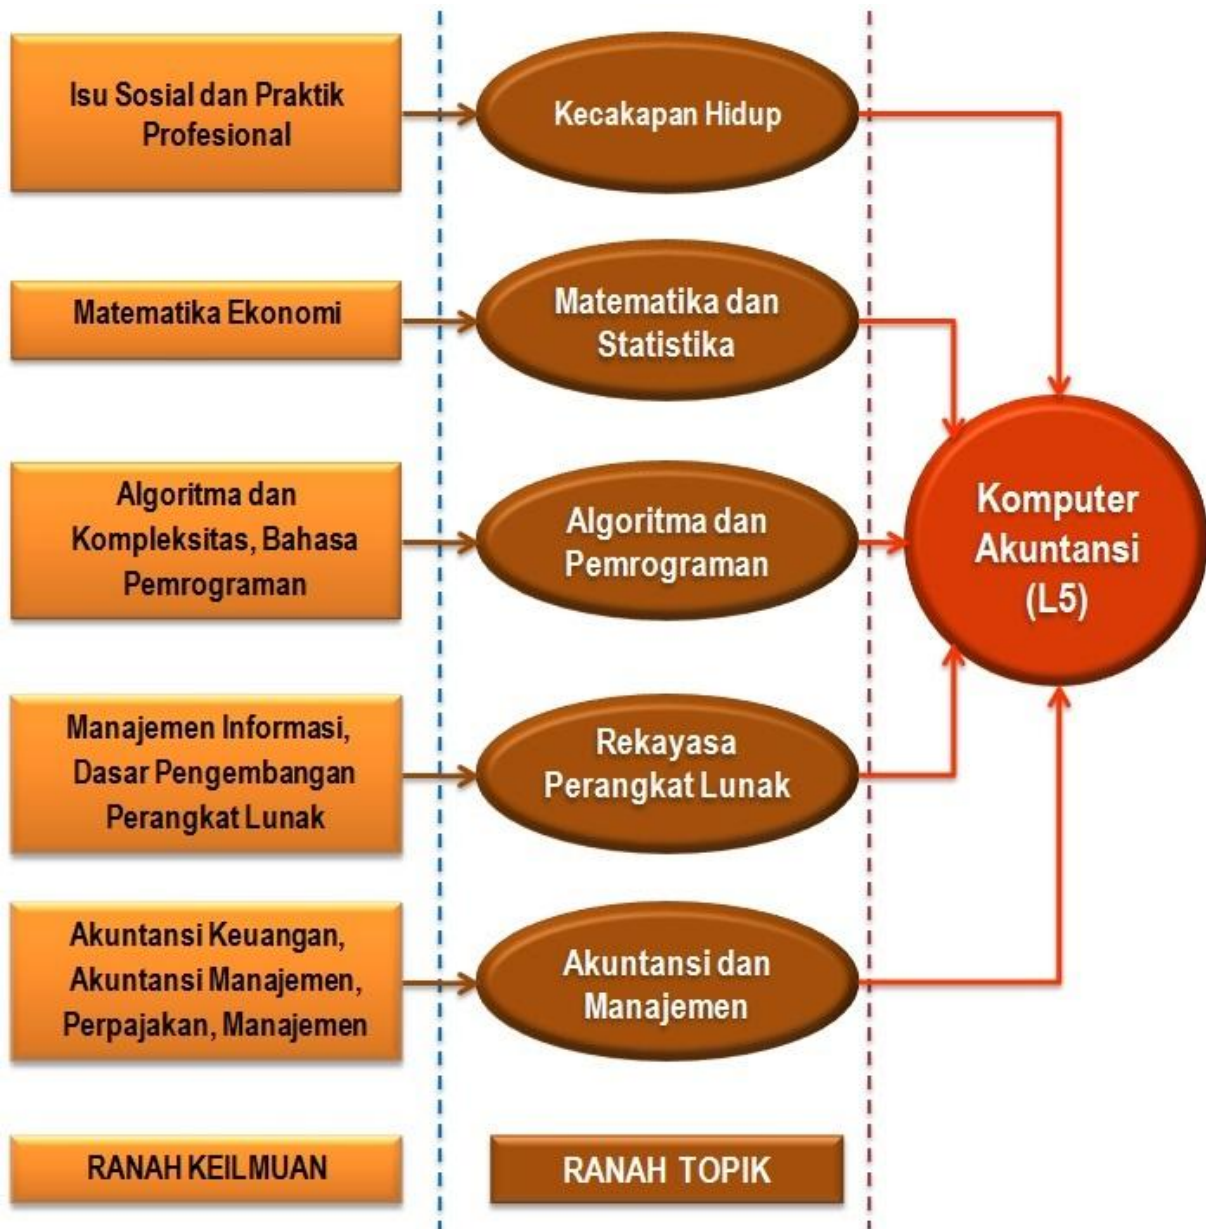 Isu Sosial dan Praktik
Profesional
Kecakapan Hidup
Matematika Ekonomi
Matematika dan
Statistika
Algoritma dan
Kompleksitas, Bahasa
Pemrograman
Algoritma dan
Pemrograman
Komputer
Akuntansi
(L5)
Manajemen Informasi,
Dasar Pengembangan
Perangkat Lunak
Rekayasa
Perangkat Lunak
Akuntansi Keuangan,
Akuntansi Manajemen,
Perpajakan, Manajemen
Akuntansi dan
Manajemen
RANAH KEILMUAN
RANAH TOPIK